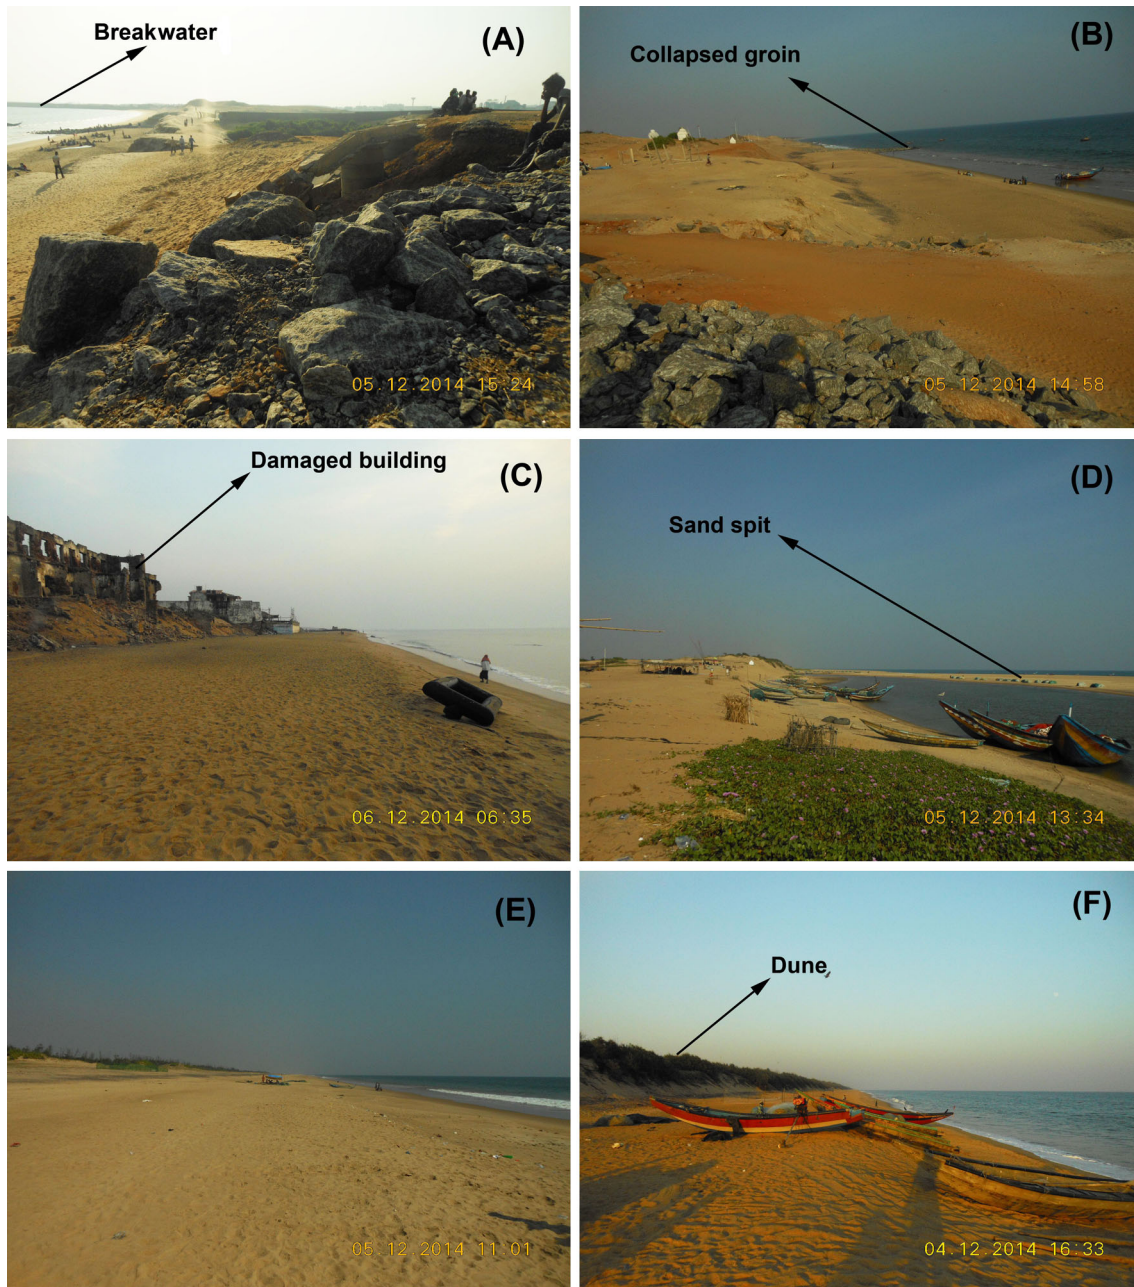 Breakwater
(A)
05.12.2014 15:24
Collapsed groin
(B)
05.12.2014 14:58
Damaged building
(C)
06.12.2014 06:35
Sand spit
(D)
05.12.2014 13:34
(E)
05.12.2014 11:01
Dune
(F)
04.12.2014 16:33